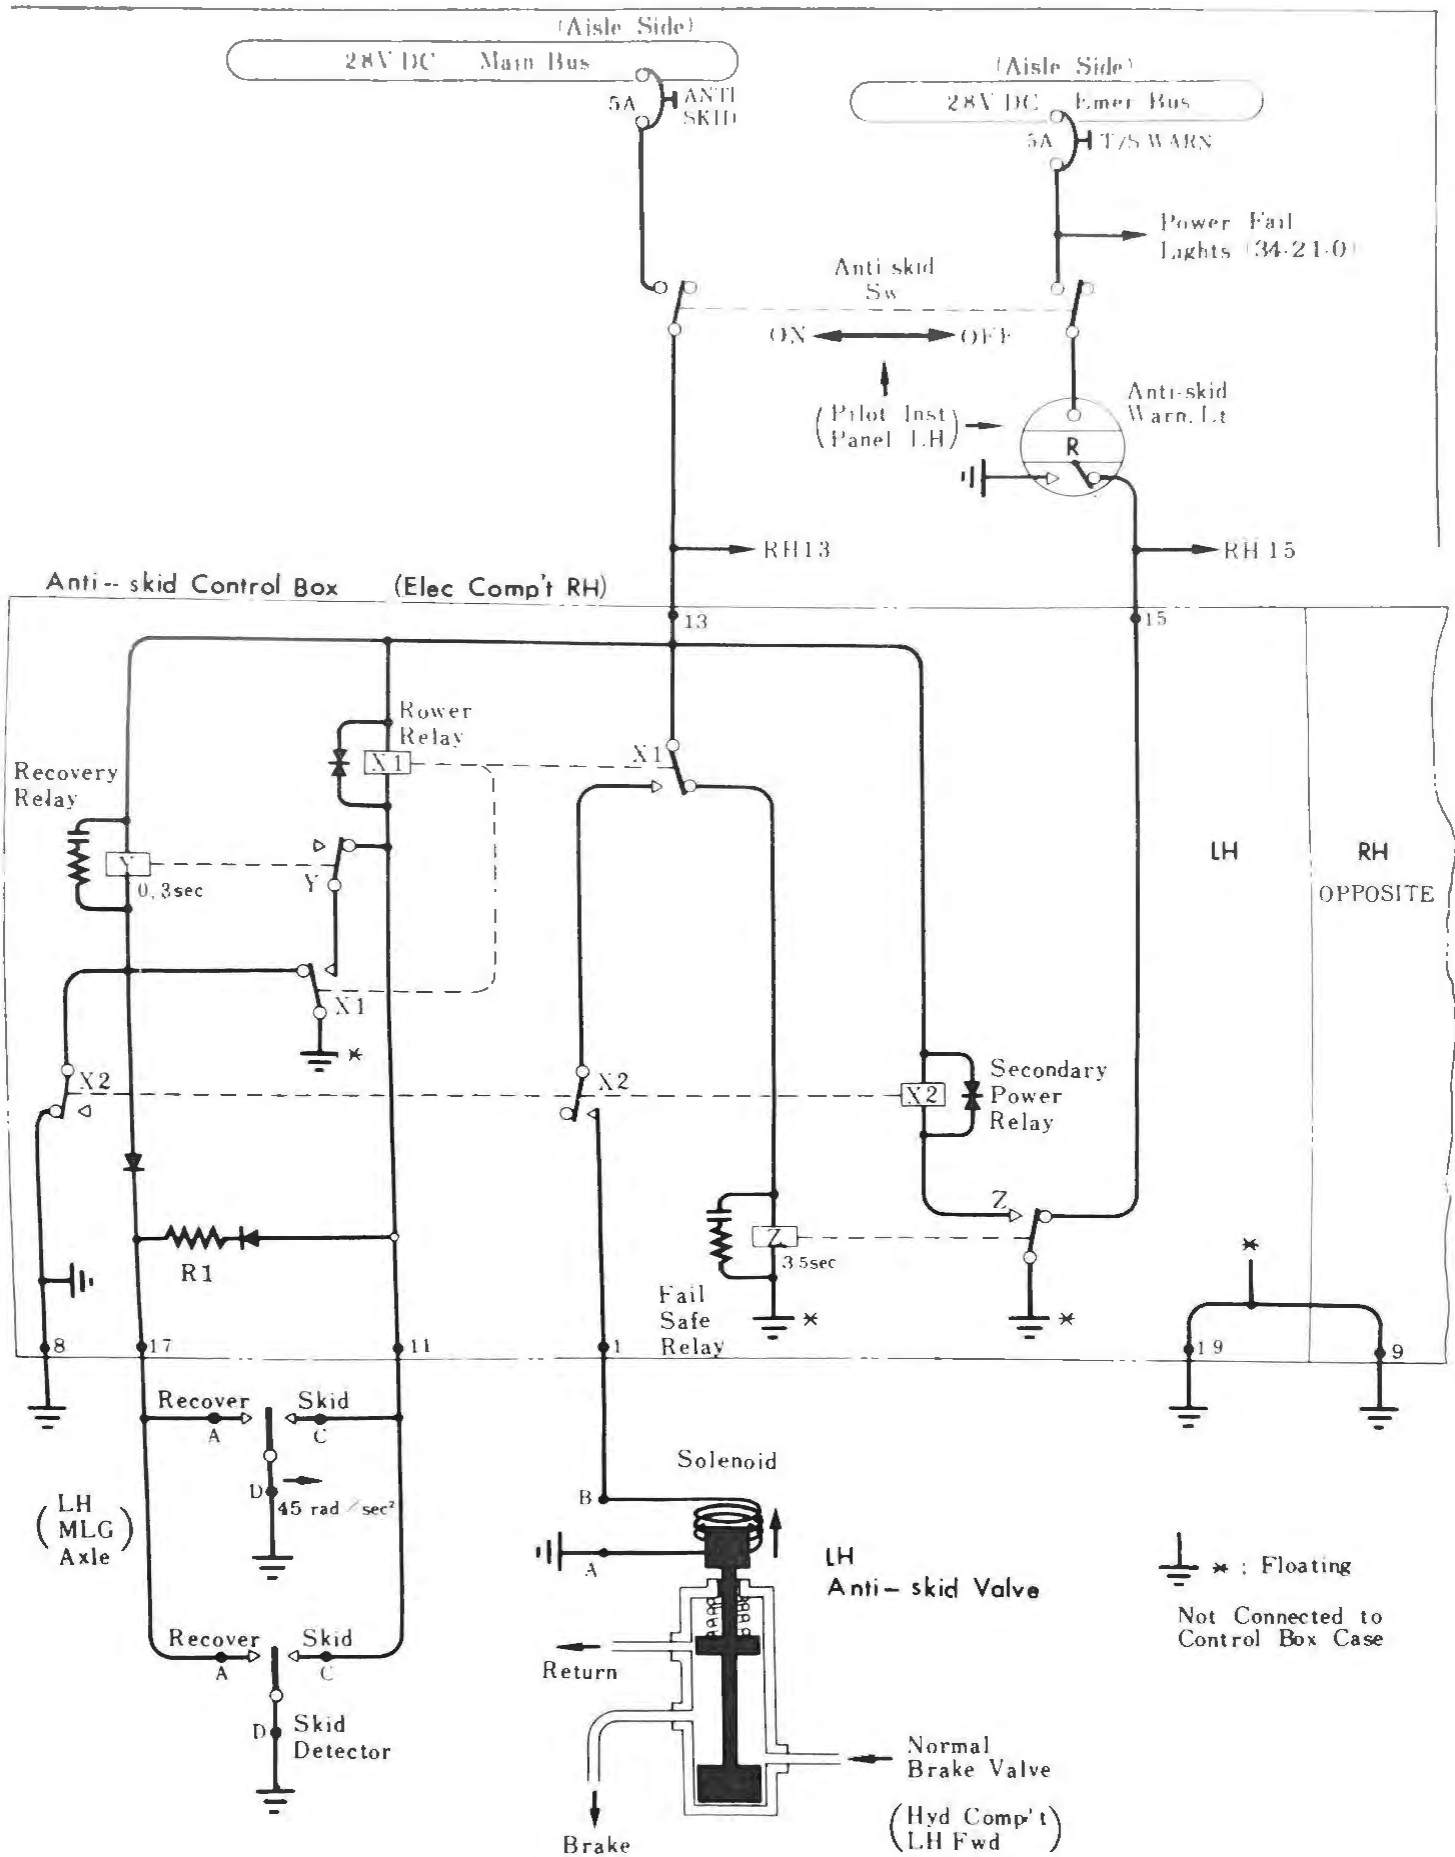 (Aisle Side)
28V DC Main Bus
5A
ANTI
SKID
(Aisle Side)
28V DC Emer Bus
5A
T/S WARN
Power Fail
Lights (34-21-0)
Anti skid
Sw
ON
OFF
(Pilot Inst
Panel LH)
Anti-skid
Warn. Lt
R
RH13
RH15
Anti-- skid Control Box (Elec Comp't RH)
13
15
Rower
Relay
X1
X1
Recovery
Relay
Y
0,3sec
Y
X1
LH
RH
OPPOSITE
X2
X2
X2
Secondary
Power
Relay
*
Z
Z
3.5sec
R1
Fail
Safe
Relay
*
*
*
8
17
11
1
19
9
Recover
Skid
A
C
D
45 rad/sec²
(LH
MLG
Axle)
Solenoid
B
A
LH
Anti-skid Valve
* : Floating
Not Connected to
Control Box Case
Recover
Skid
A
C
D
Skid
Detector
Return
Normal
Brake Valve
(Hyd Comp't
LH Fwd)
Brake